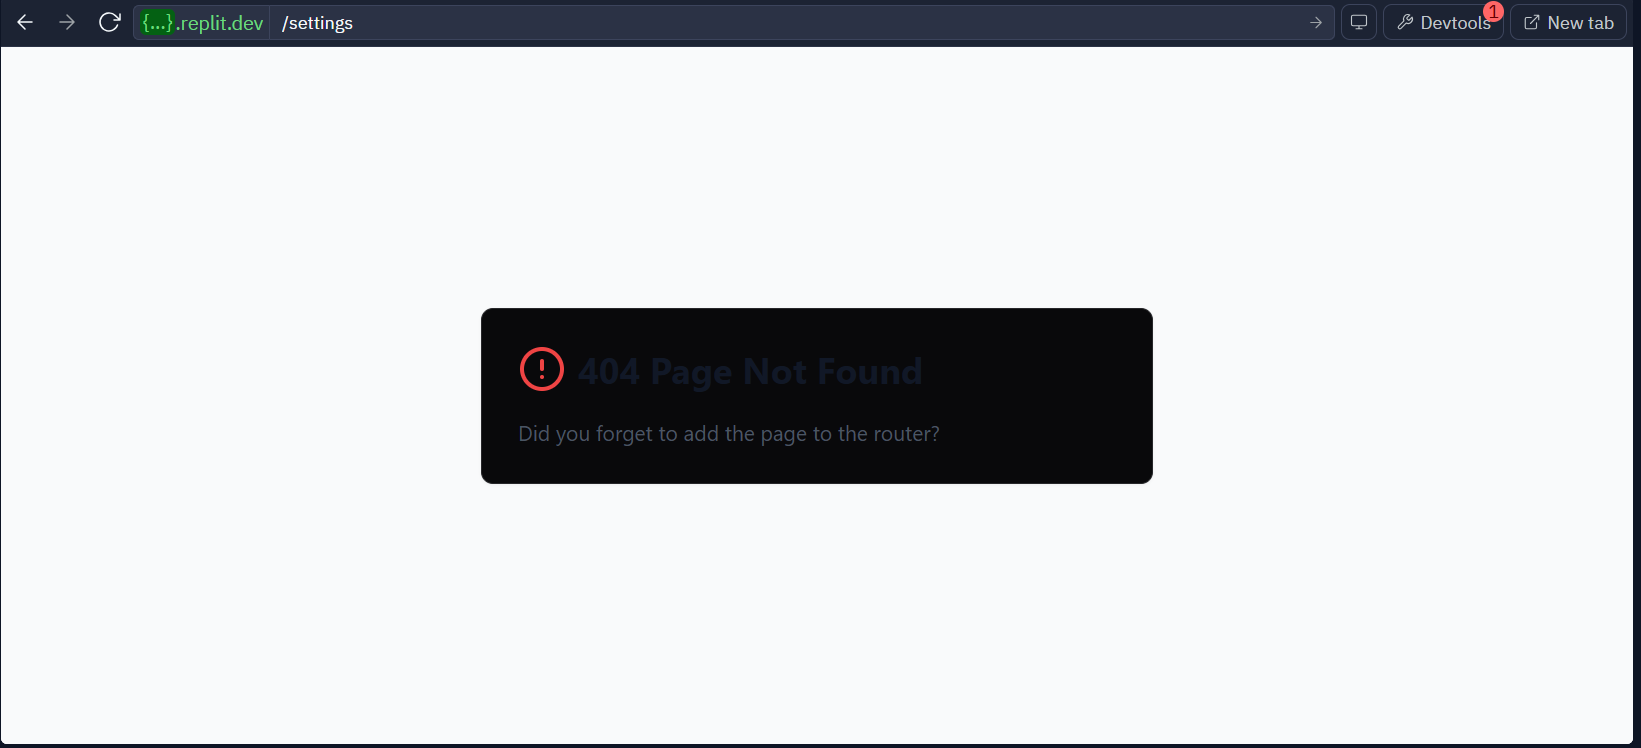 {...}.replit.dev /settings Devtools 1 New tab
404 Page Not Found
Did you forget to add the page to the router?